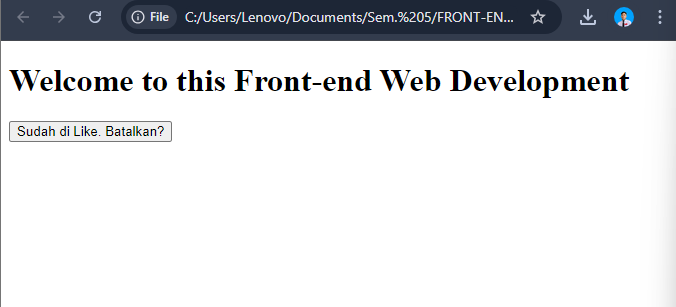 File C:/Users/Lenovo/Documents/Sem.%205/FRONT-EN...
Welcome to this Front-end Web Development
Sudah di Like. Batalkan?